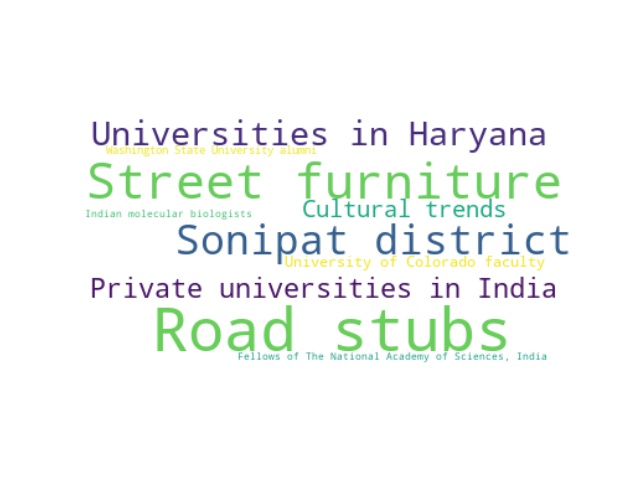 Universities in Haryana
Washington State University alumni
Street furniture
Cultural trends
Indian molecular biologists
Sonipat district
University of Colorado faculty
Private universities in India
Road stubs
Fellows of The National Academy of Sciences, India